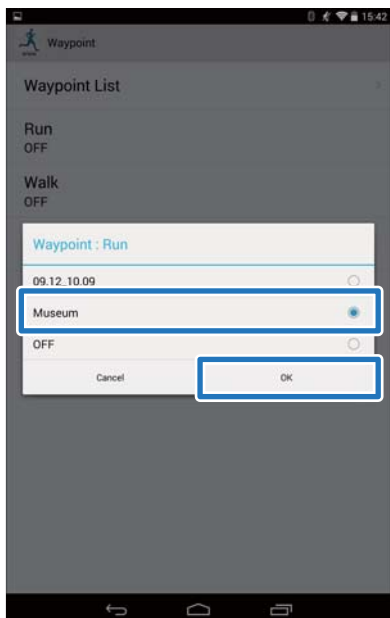 15:42
Waypoint
Waypoint List
Run
OFF
Walk
OFF
Waypoint : Run
09.12_10.09
Museum
OFF
Cancel
OK